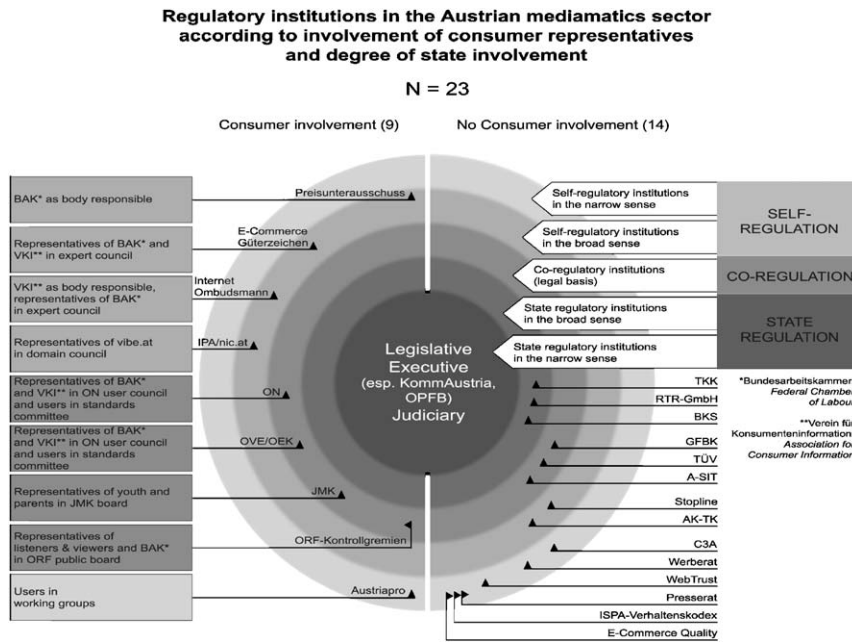 Regulatory institutions in the Austrian mediamatics sector
according to involvement of consumer representatives
and degree of state involvement
N = 23
Consumer involvement (9)
No Consumer involvement (14)
BAK* as body responsible
Preisunterausschuss
Representatives of BAK* and
VKI** in expert council
E-Commerce
Güterzeichen
VKI** as body responsible,
representatives of BAK*
in expert council
Internet
Ombudsmann
Representatives of vibe.at
in domain council
IPA/nic.at
Representatives of BAK*
and VKI** in ON user council
and users in standards
committee
ON
Representatives of BAK*
and VKI** in ON user council
and users in standards
committee
OVE/OEK
Representatives of youth and
parents in JMK board
JMK
Representatives of
listeners & viewers and BAK*
in ORF public board
ORF-Kontrollgremien
Users in
working groups
Austriapro
Legislative
Executive
(esp. KommAustria,
OPFB)
Judiciary
Self-regulatory institutions
in the narrow sense
Self-regulatory institutions
in the broad sense
Co-regulatory institutions
(legal basis)
State regulatory institutions
in the broad sense
State regulatory institutions
in the narrow sense
SELF-
REGULATION
CO-REGULATION
STATE
REGULATION
TKK
RTR-GmbH
BKS
GFBK
TÜV
A-SIT
Stopline
AK-TK
C3A
Werberat
WebTrust
Presserat
ISPA-Verhaltenskodex
E-Commerce Quality
*Bundesarbeitskammer
Federal Chamber
of Labour
**Verein für
Konsumenteninformation
Association for
Consumer Information